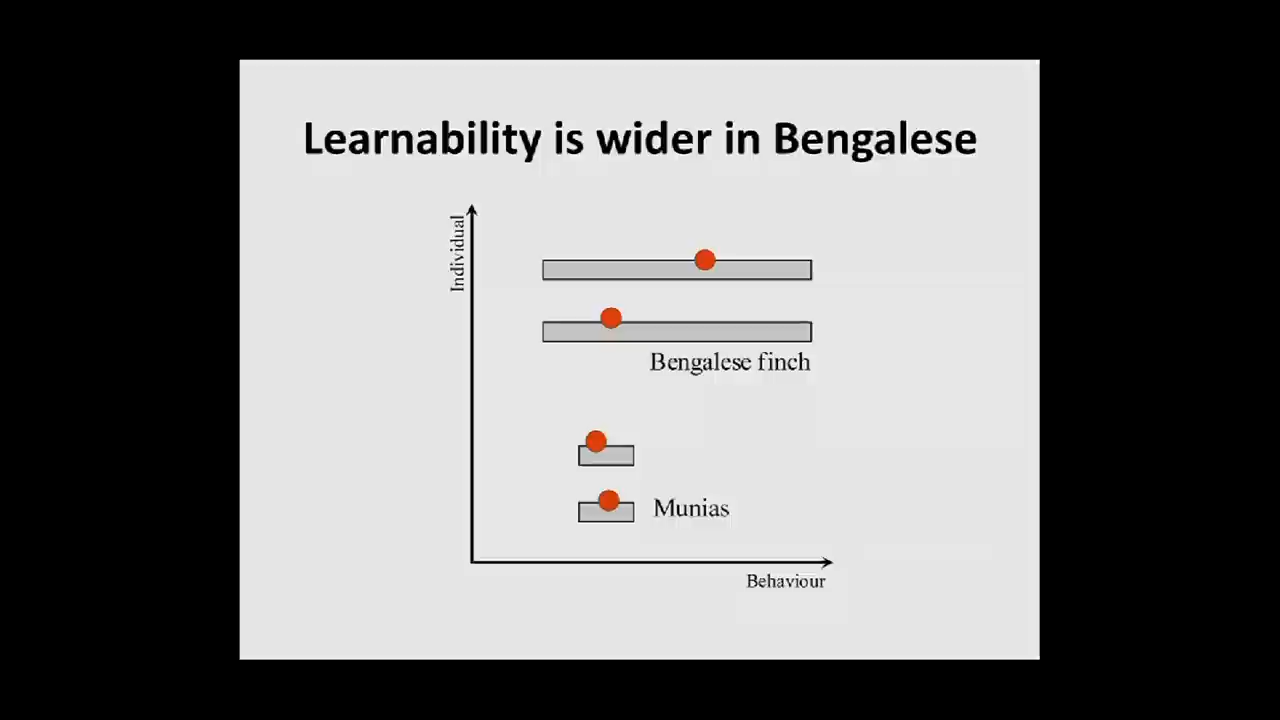 Learnability is wider in Bengalese
Individual
Bengalese finch
Munias
Behaviour